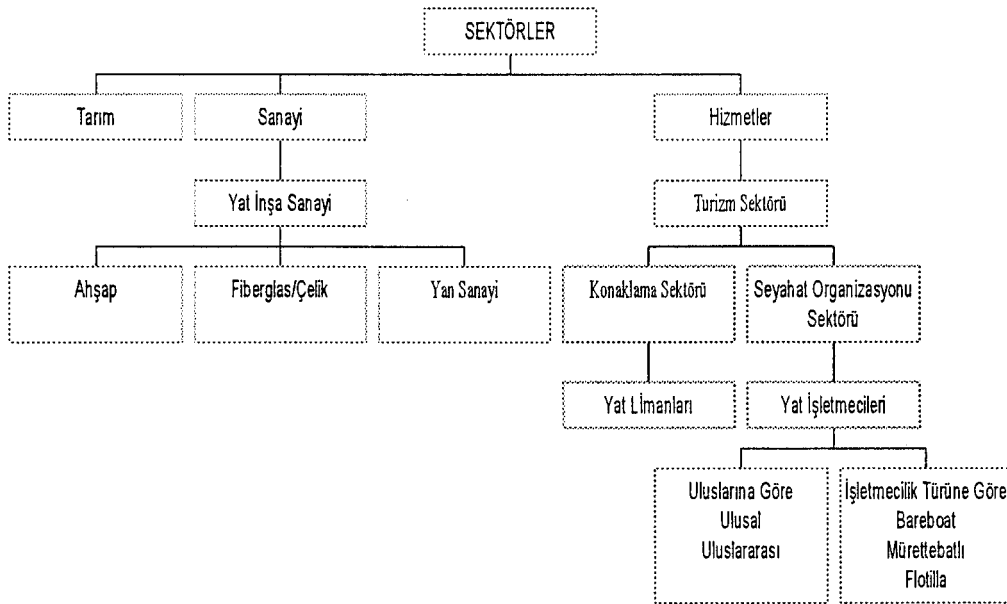 SEKTÖRLER
Tarım
Sanayi
Hizmetler
Yat İnşa Sanayi
Turizm Sektörü
Ahşap
Fiberglas/Çelik
Yan Sanayi
Konaklama Sektörü
Seyahat Organizasyonu
Sektörü
Yat Limanları
Yat İşletmecileri
Uluslarına Göre
Ulusal
Uluslararası
İşletmecilik Türüne Göre
Bareboat
Mürettebatlı
Flotilla